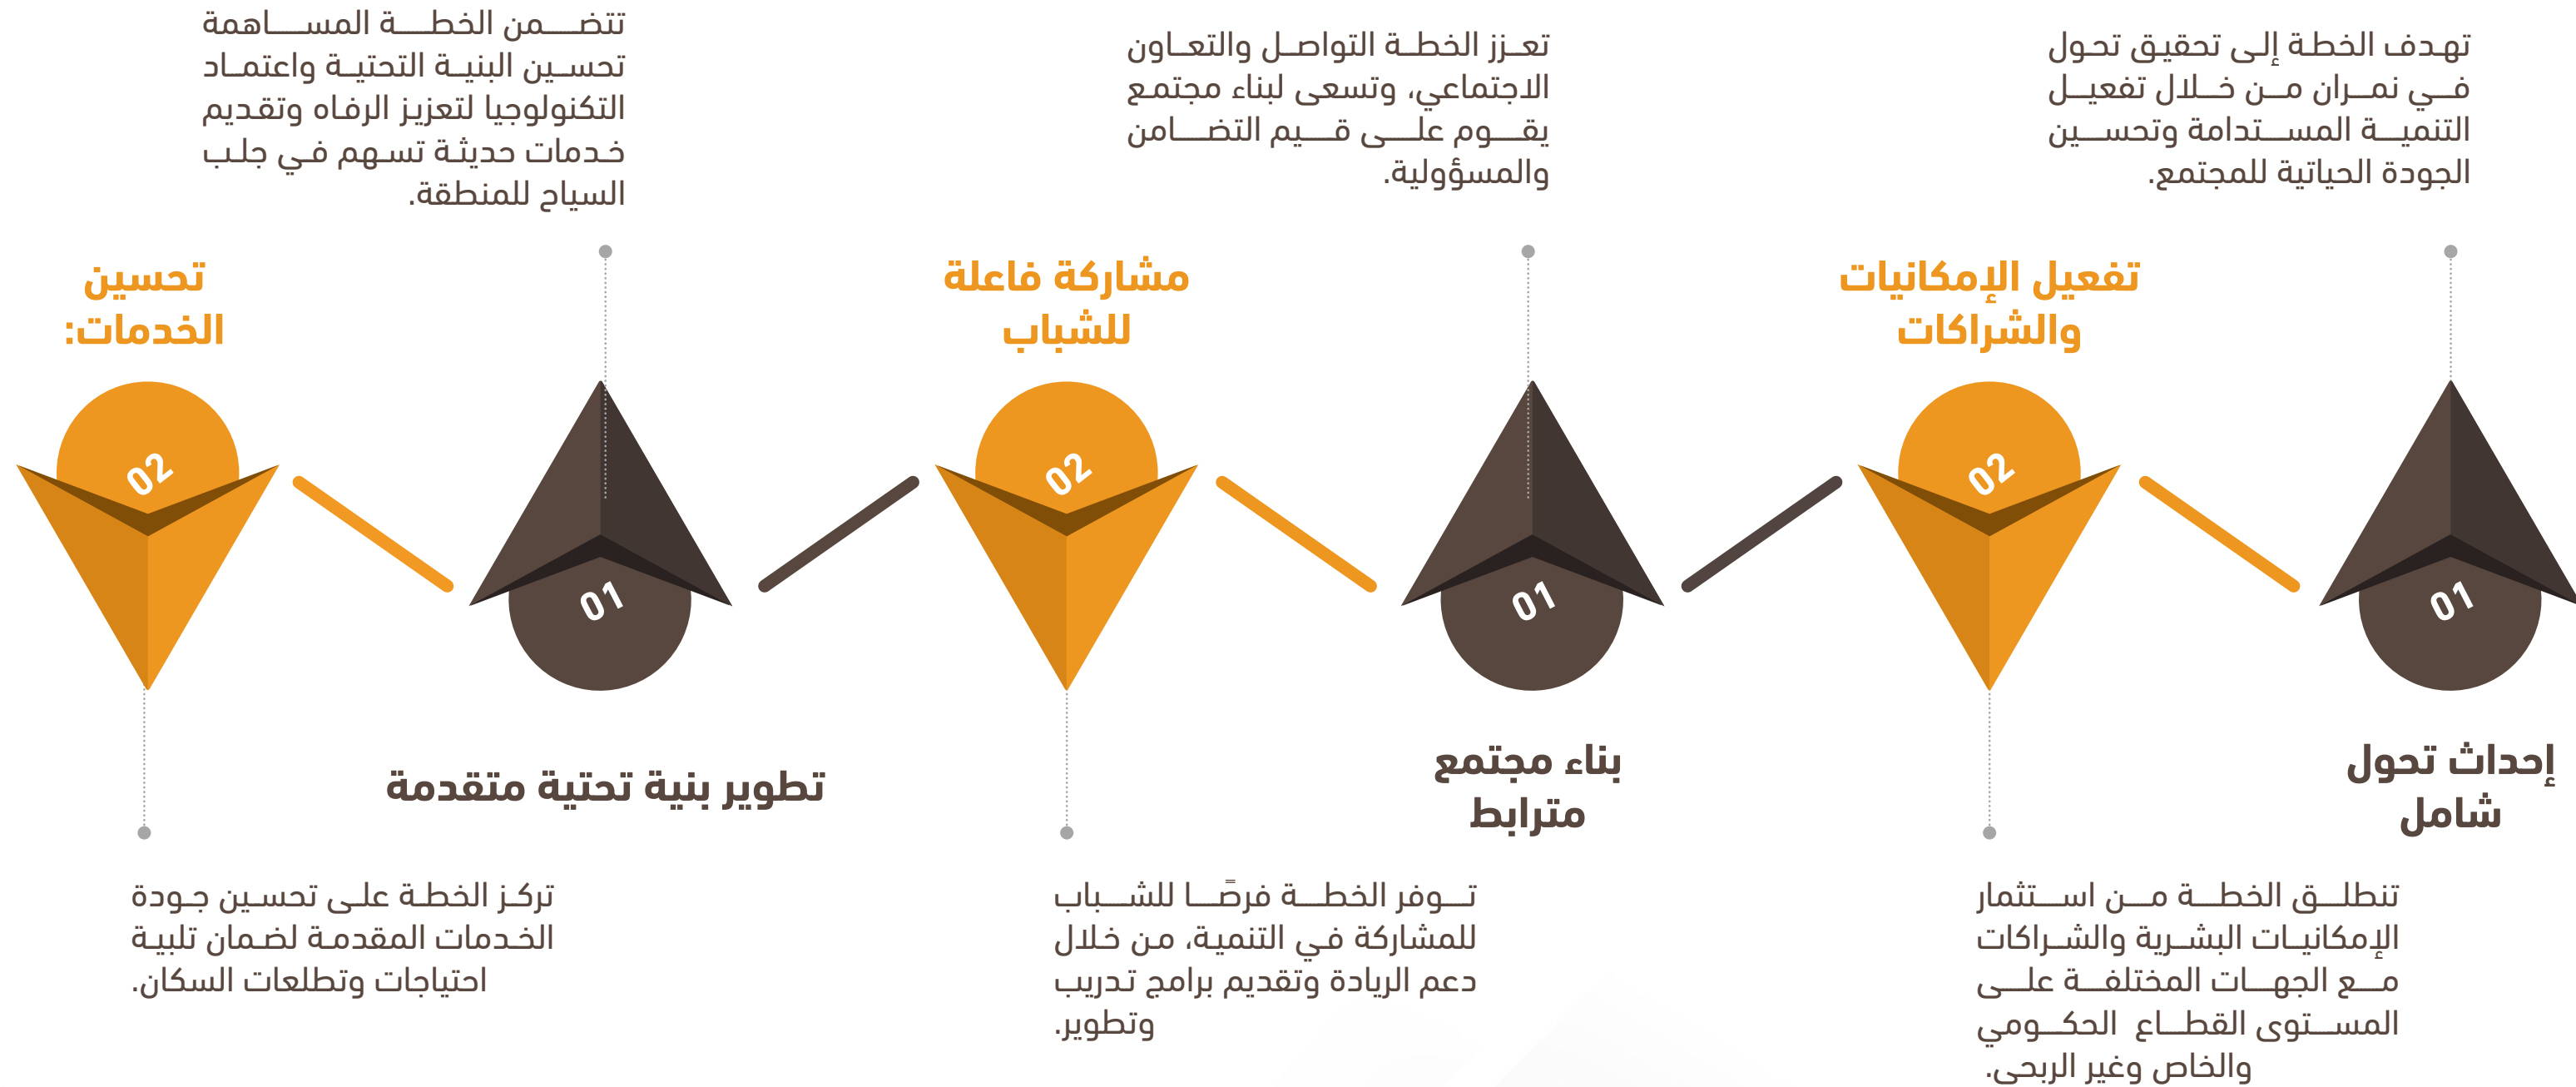 تهدف الخطة إلى تحقيق تحول
في نمران من خلال تفعيل
التنمية المستدامة وتحسين
الجودة الحياتية للمجتمع.
01
إحداث تحول
شامل
تفعيل الإمكانيات
والشراكات
02
تنطلق الخطة من استثمار
الإمكانيات البشرية والشراكات
مع الجهات المختلفة على
المستوى القطاع الحكومي
والخاص وغير الربحى.
تعزز الخطة التواصل والتعاون
الاجتماعي، وتسعى لبناء مجتمع
يقوم على قيم التضامن
والمسؤولية.
01
بناء مجتمع
مترابط
مشاركة فاعلة
للشباب
02
توفر الخطة فرصًا للشباب
للمشاركة في التنمية، من خلال
دعم الريادة وتقديم برامج تدريب
وتطوير.
تتضمن الخطة المساهمة
تحسين البنية التحتية واعتماد
التكنولوجيا لتعزيز الرفاه وتقديم
خدمات حديثة تسهم في جلب
السياح للمنطقة.
01
تطوير بنية تحتية متقدمة
تحسين
الخدمات:
02
تركز الخطة على تحسين جودة
الخدمات المقدمة لضمان تلبية
احتياجات وتطلعات السكان.